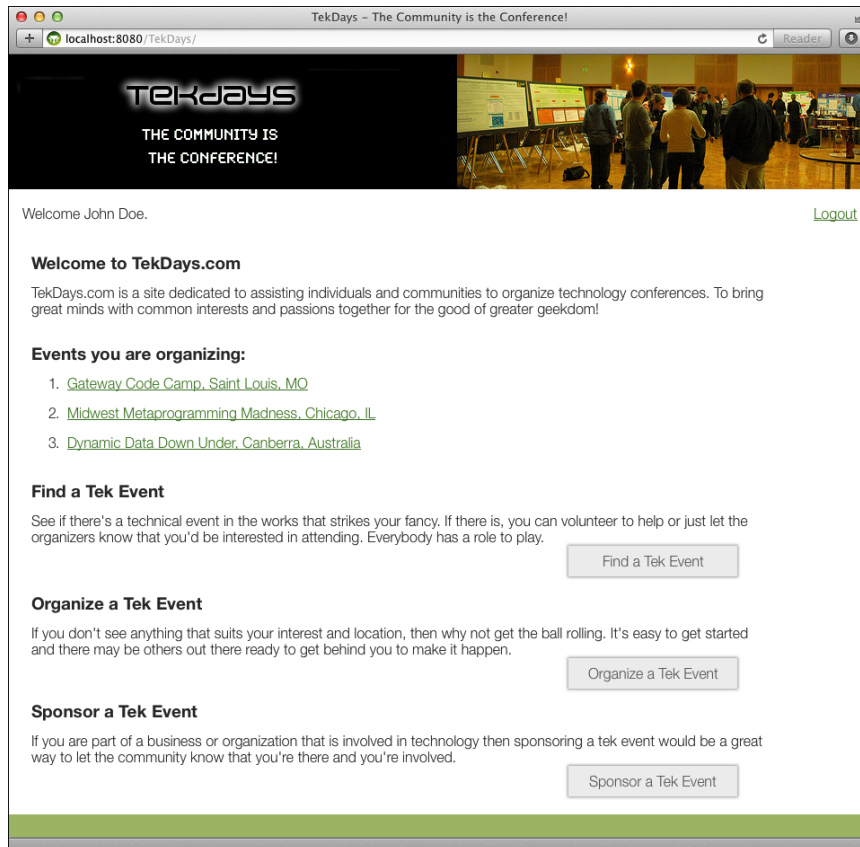 TekDays – The Community is the Conference!
+ localhost:8080/TekDays/ Reader
TEKDAYS
THE COMMUNITY IS
THE CONFERENCE!
Welcome John Doe. Logout
Welcome to TekDays.com
TekDays.com is a site dedicated to assisting individuals and communities to organize technology conferences. To bring
great minds with common interests and passions together for the good of greater geekdom!
Events you are organizing:
1. Gateway Code Camp, Saint Louis, MO
2. Midwest Metaprogramming Madness, Chicago, IL
3. Dynamic Data Down Under, Canberra, Australia
Find a Tek Event
See if there's a technical event in the works that strikes your fancy. If there is, you can volunteer to help or just let the
organizers know that you'd be interested in attending. Everybody has a role to play.
Find a Tek Event
Organize a Tek Event
If you don't see anything that suits your interest and location, then why not get the ball rolling. It's easy to get started
and there may be others out there ready to get behind you to make it happen.
Organize a Tek Event
Sponsor a Tek Event
If you are part of a business or organization that is involved in technology then sponsoring a tek event would be a great
way to let the community know that you're there and you're involved.
Sponsor a Tek Event